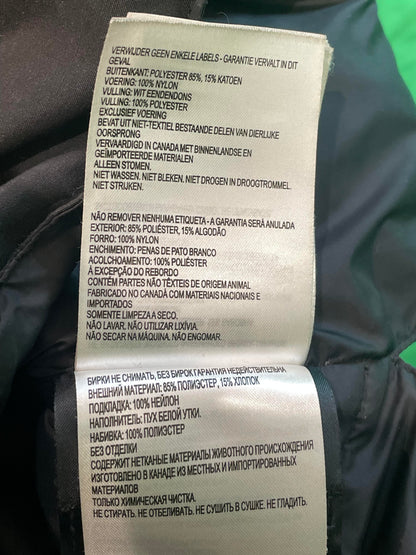 VERWIJDER GEEN ENKELE LABELS - GARANTIE VERVALT IN DIT
GEVAL
BUITENKANT: POLYESTER 85%, 15% KATOEN
VOERING: 100% NYLON
VULLING: WIT EENDENDONS
VULLING: 100% POLYESTER
EXCLUSIEF VOERING
BEVAT UIT NIET-TEXTIEL BESTAANDE DELEN VAN DIERLIJKE
OORSPRONG
VERVAARDIGD IN CANADA MET BINNENLANDSE EN
GEÏMPORTEERDE MATERIALEN
ALLEEN STOMEN.
NIET WASSEN. NIET BLEKEN. NIET DROGEN IN DROOGTROMMEL.
NIET STRIJKEN.
NÃO REMOVER NENHUMA ETIQUETA - A GARANTIA SERÁ ANULADA
EXTERIOR: 85% POLIÉSTER, 15% ALGODÃO
FORRO: 100% NYLON
ENCHIMENTO: PENAS DE PATO BRANCO
ACOLCHOAMENTO: 100% POLIÉSTER
À EXCEPÇÃO DO REBORDO
CONTÉM PARTES NÃO TÊXTEIS DE ORIGEM ANIMAL
FABRICADO NO CANADÁ COM MATERIAIS NACIONAIS E
IMPORTADOS
SOMENTE LIMPEZA A SECO.
NÃO LAVAR. NÃO UTILIZAR LIXÍVIA.
NÃO SECAR NA MÁQUINA. NÃO ENGOMAR.
БИРКИ НЕ СНИМАТЬ, БЕЗ БИРОК ГАРАНТИЯ НЕДЕЙСТВИТЕЛЬНА
ВНЕШНИЙ МАТЕРИАЛ: 85% ПОЛИЭСТЕР, 15% ХЛОПОК
ПОДКЛАДКА: 100% НЕЙЛОН
НАПОЛНИТЕЛЬ: ПУХ БЕЛОЙ УТКИ.
НАБИВКА: 100% ПОЛИЭСТЕР
БЕЗ ОТДЕЛКИ
СОДЕРЖИТ НЕТКАНЫЕ МАТЕРИАЛЫ ЖИВОТНОГО ПРОИСХОЖДЕНИЯ
ИЗГОТОВЛЕНО В КАНАДЕ ИЗ МЕСТНЫХ И ИМПОРТИРОВАННЫХ
МАТЕРИАЛОВ
ТОЛЬКО ХИМИЧЕСКАЯ ЧИСТКА.
НЕ СТИРАТЬ. НЕ ОТБЕЛИВАТЬ. НЕ СУШИТЬ В СУШКЕ. НЕ ГЛАДИТЬ.